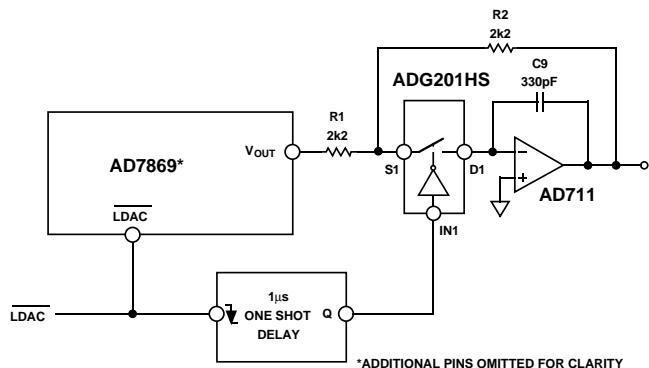 R2
2k2
C9
330pF
ADG201HS
R1
2k2
VOUT
AD7869*
S1
D1
−
+
AD711
LDAC
IN1
1μs
ONE SHOT
DELAY
Q
LDAC
*ADDITIONAL PINS OMITTED FOR CLARITY